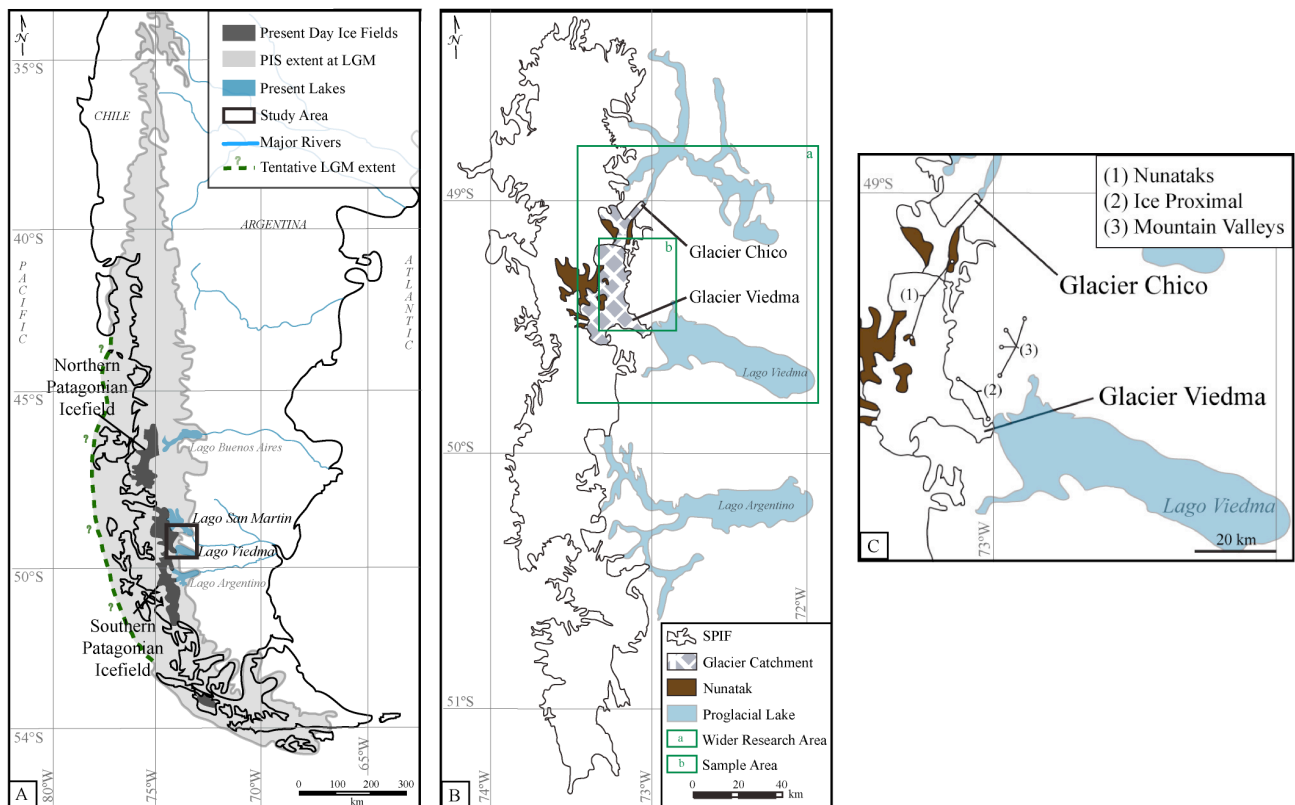 N
35°S
40°S
45°S
50°S
54°S
80°W
75°W
70°W
65°W
Present Day Ice Fields
PIS extent at LGM
Present Lakes
Study Area
Major Rivers
?
Tentative LGM extent
CHILE
ARGENTINA
PACIFIC
ATLANTIC
?
Northern
Patagonian
Icefield
?
Lago Buenos Aires
?
Lago San Martin
Lago Viedma
Lago Argentino
?
Southern
Patagonian
Icefield
0 100 200 300
km
A
N
a
49°S
b
Glacier Chico
Glacier Viedma
Lago Viedma
50°S
Lago Argentino
51°S
74°W
73°W
72°W
SPIF
Glacier Catchment
Nunatak
Proglacial Lake
a Wider Research Area
b Sample Area
0 20 40
km
B
49°S
(1) Nunataks
(2) Ice Proximal
(3) Mountain Valleys
Glacier Chico
(1)
(3)
(2)
Glacier Viedma
Lago Viedma
73°W
20 km
C